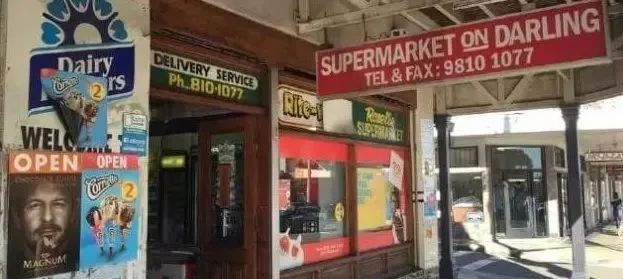 Dairy
Cornetto
2
WELCO
OPEN
OPEN
MAGNUM
Cornetto
2
DELIVERY SERVICE
Ph. 810-1077
SUPERMARKET
SUPERMARKET ON DARLING
TEL & FAX: 9810 1077